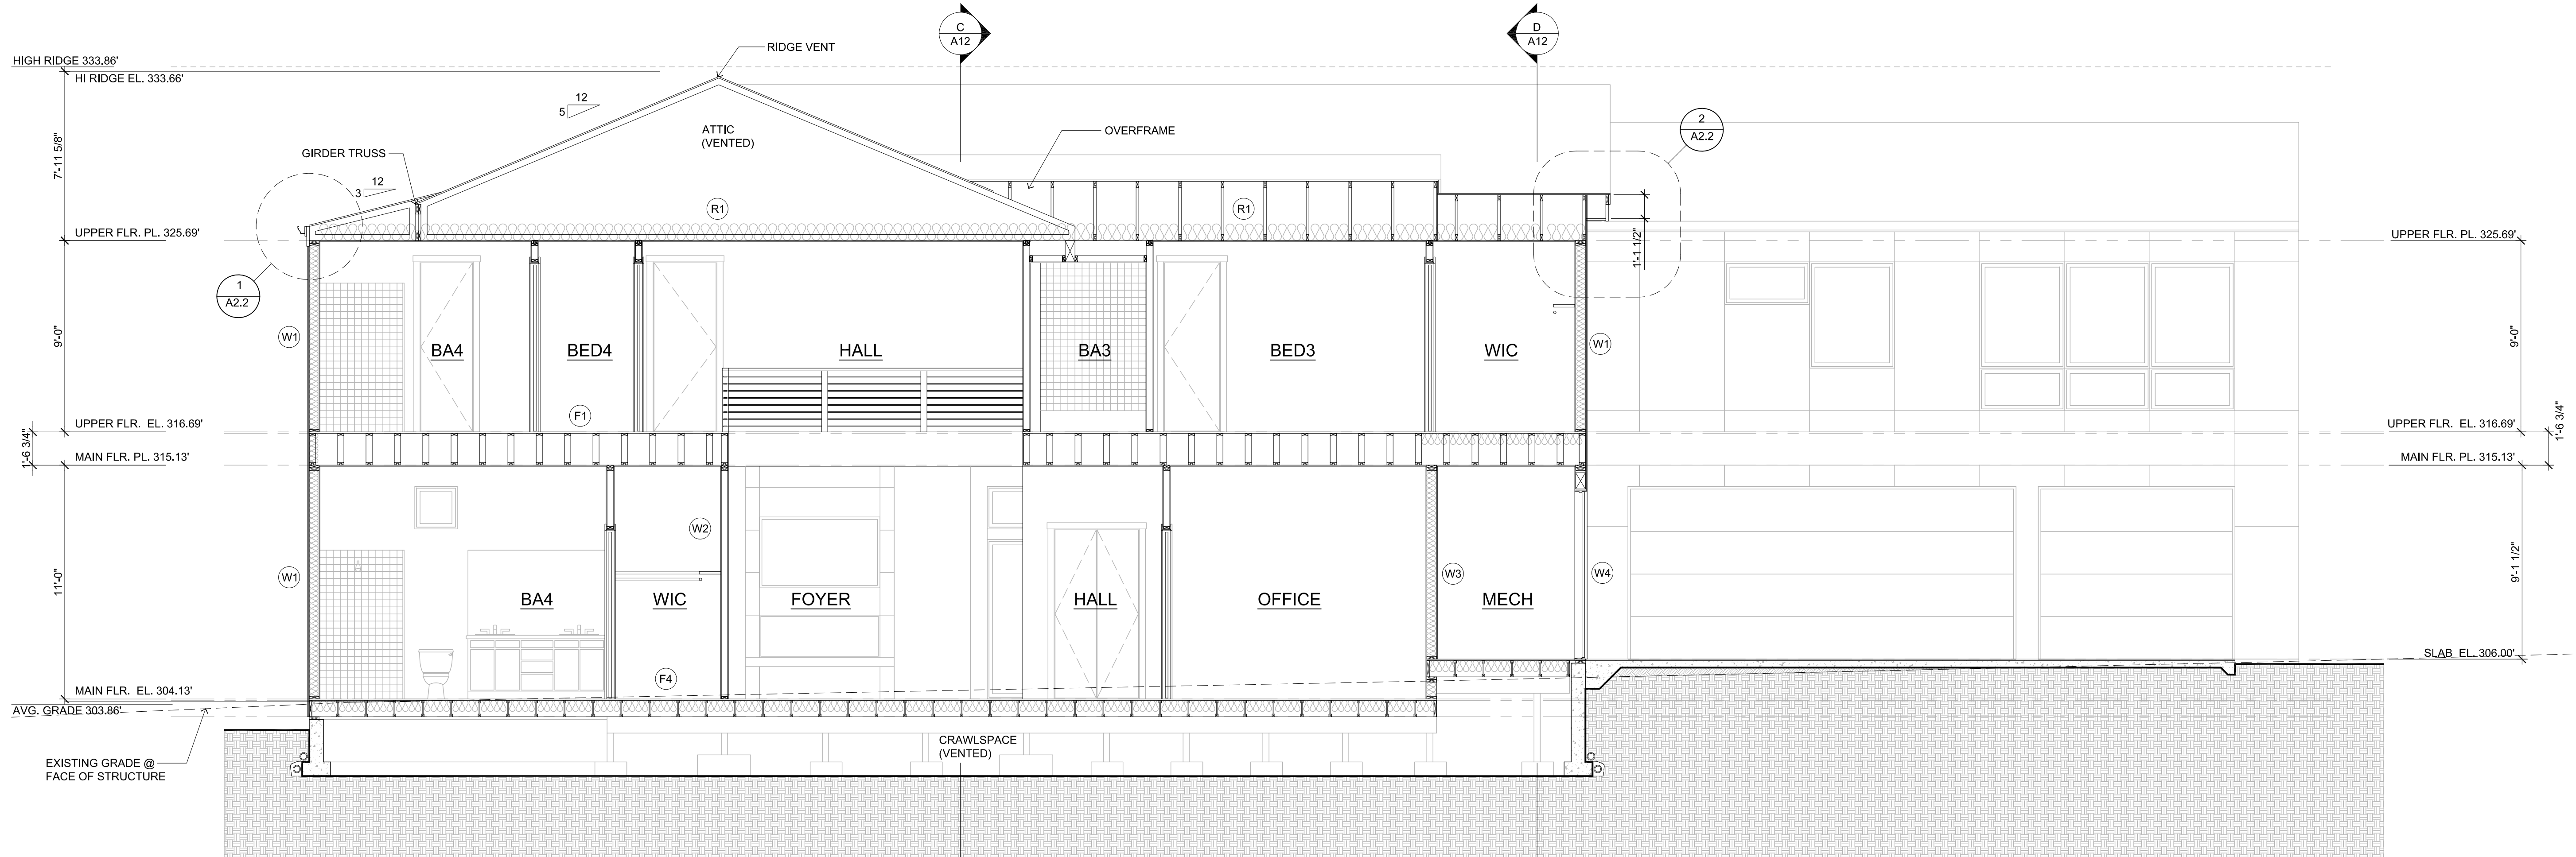 C
A12
D
A12
RIDGE VENT
HIGH RIDGE 333.86'
HI RIDGE EL. 333.66'
12
5
ATTIC
(VENTED)
OVERFRAME
2
A2.2
GIRDER TRUSS
7'-11 5/8"
12
3
R1
R1
UPPER FLR. PL. 325.69'
UPPER FLR. PL. 325.69'
1'-1 1/2"
1
A2.2
9'-0"
W1
BA4
BED4
HALL
BA3
BED3
WIC
W1
9'-0"
F1
UPPER FLR. EL. 316.69'
UPPER FLR. EL. 316.69'
1'-6 3/4"
1'-6 3/4"
MAIN FLR. PL. 315.13'
MAIN FLR. PL. 315.13'
W2
11'-0"
W1
W3
W4
9'-1 1/2"
BA4
WIC
FOYER
HALL
OFFICE
MECH
SLAB EL. 306.00'
F4
MAIN FLR. EL. 304.13'
AVG. GRADE 303.86'
CRAWLSPACE
(VENTED)
EXISTING GRADE @
FACE OF STRUCTURE